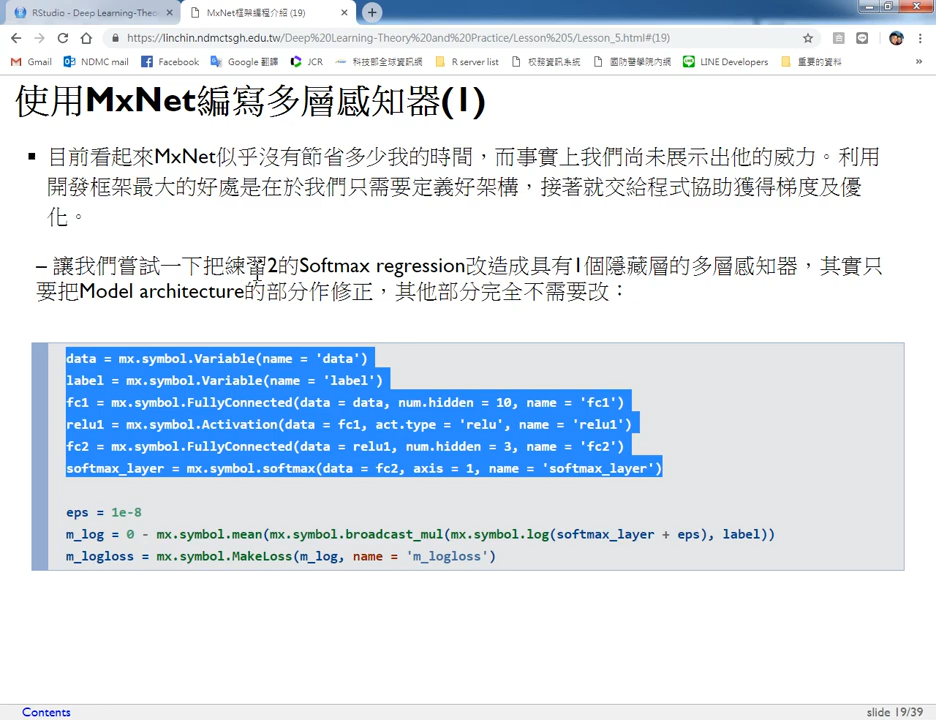 RStudio - Deep Learning-Theo
MxNet框架編程介紹 (19)
https://linchin.ndmctsgh.edu.tw/Deep%20Learning-Theory%20and%20Practice/Lesson%205/Lesson_5.html#(19)
Gmail NDMC mail Facebook Google 翻譯 JCR 科技部全球資訊網 R server list 校務資訊系統 國防醫學院內網 LINE Developers 重要的資料 »
使用MxNet編寫多層感知器(1)
目前看起來MxNet似乎沒有節省多少我的時間，而事實上我們尚未展示出他的威力。利用
開發框架最大的好處是在於我們只需要定義好架構，接著就交給程式協助獲得梯度及優
化。
– 讓我們嘗試一下把練習2的Softmax regression改造成具有1個隱藏層的多層感知器，其實只
要把Model architecture的部分作修正，其他部分完全不需要改：
data = mx.symbol.Variable(name = 'data')
label = mx.symbol.Variable(name = 'label')
fc1 = mx.symbol.FullyConnected(data = data, num.hidden = 10, name = 'fc1')
relu1 = mx.symbol.Activation(data = fc1, act.type = 'relu', name = 'relu1')
fc2 = mx.symbol.FullyConnected(data = relu1, num.hidden = 3, name = 'fc2')
softmax_layer = mx.symbol.softmax(data = fc2, axis = 1, name = 'softmax_layer')
eps = 1e-8
m_log = 0 - mx.symbol.mean(mx.symbol.broadcast_mul(mx.symbol.log(softmax_layer + eps), label))
m_logloss = mx.symbol.MakeLoss(m_log, name = 'm_logloss')
Contents
slide 19/39